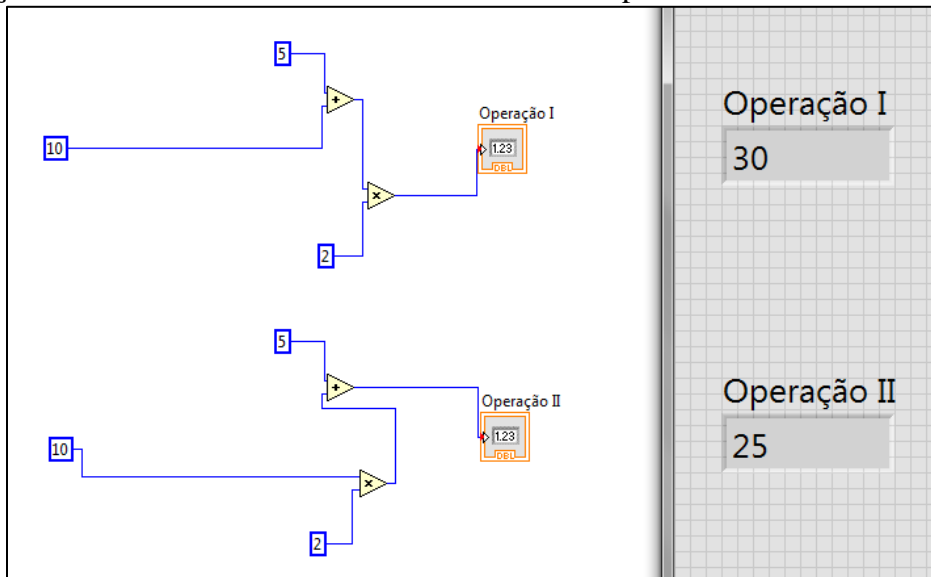 5
+
10
Operação I
1.23
DBL
×
2
5
+
Operação II
1.23
DBL
10
×
2
Operação I
30
Operação II
25